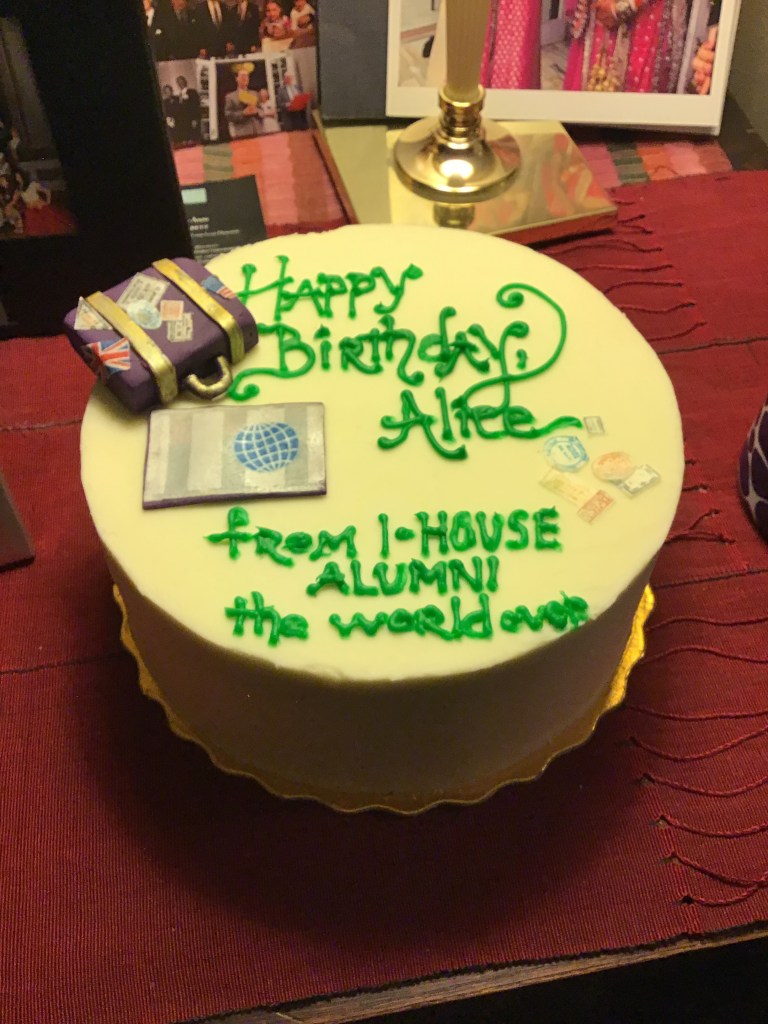 Happy
Birthday,
Alice
from I-HOUSE
ALUMNI
the world over